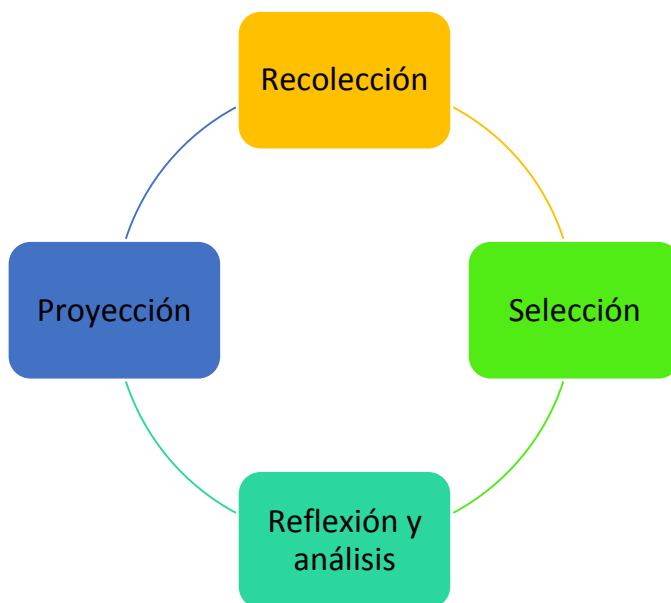 Recolección
Selección
Reflexión y
análisis
Proyección